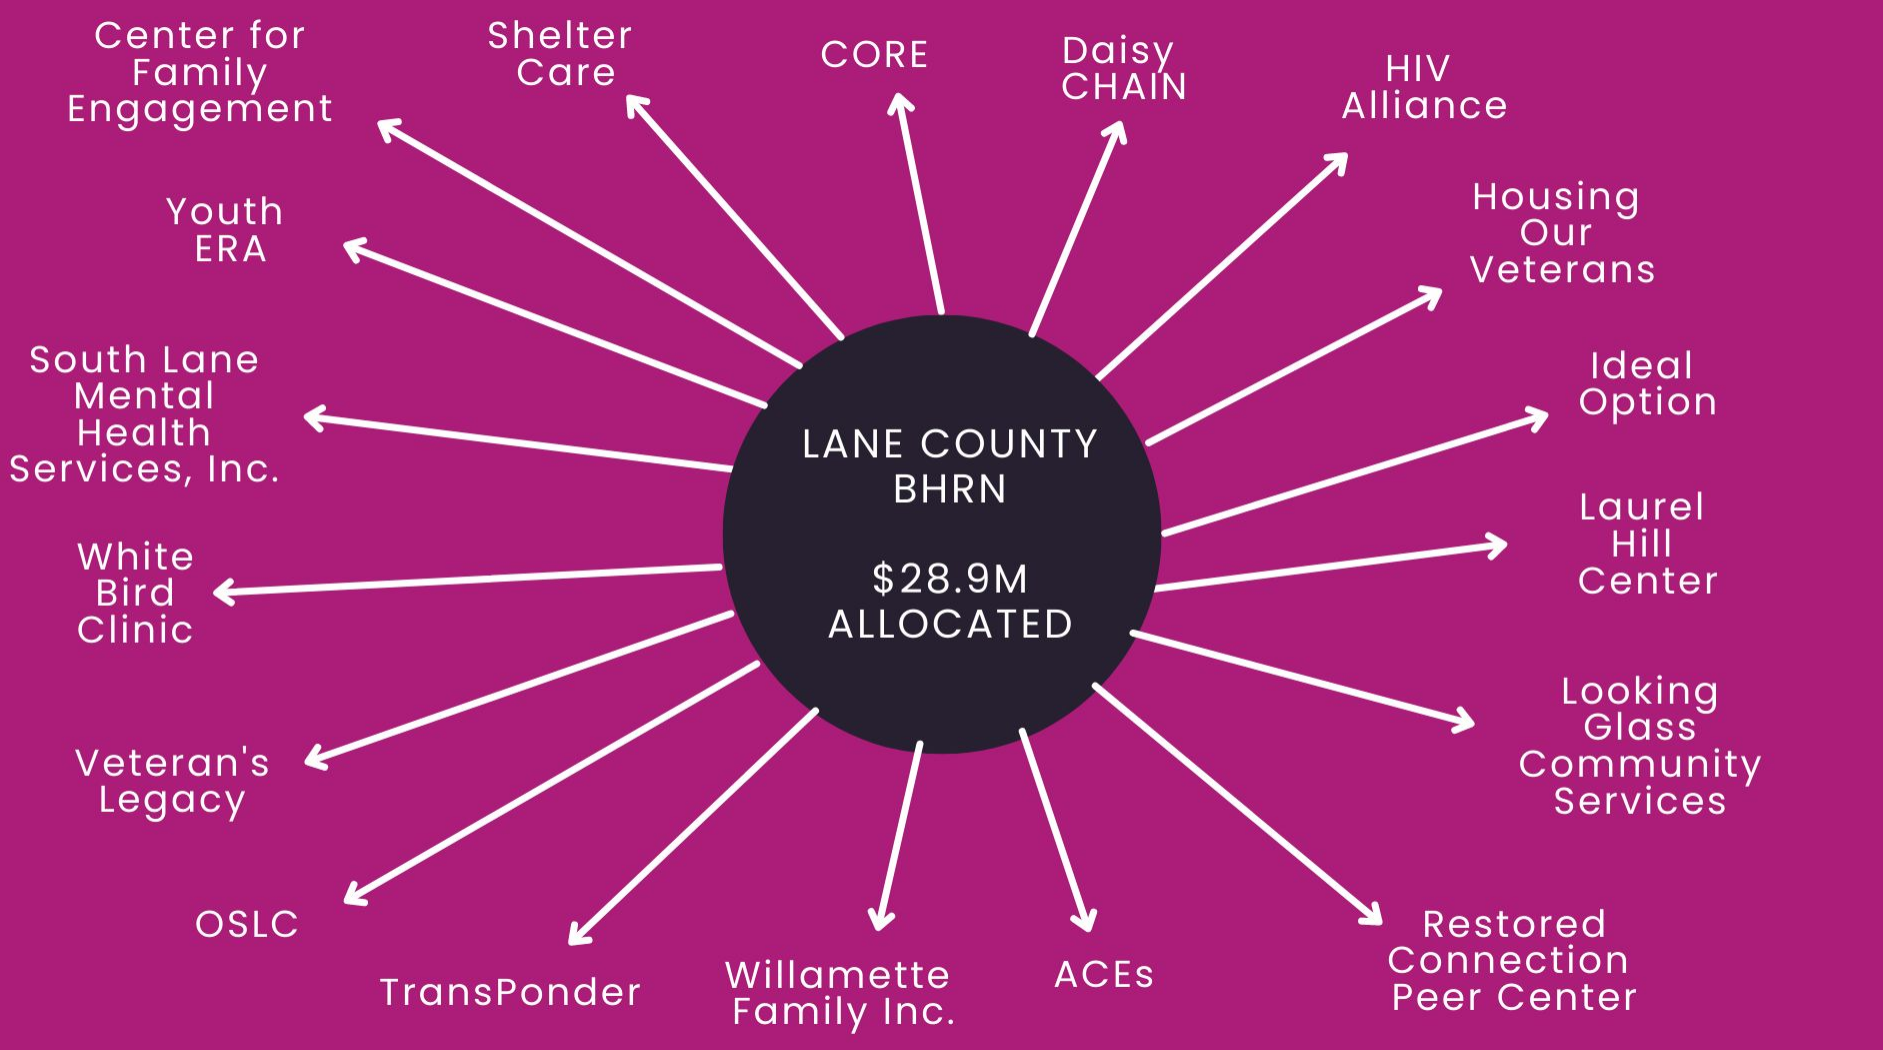 Center for
Family
Engagement
Shelter
Care
CORE
Daisy
CHAIN
HIV
Alliance
Housing
Our
Veterans
Ideal
Option
Laurel
Hill
Center
Looking
Glass
Community
Services
Restored
Connection
Peer Center
ACEs
Willamette
Family Inc.
TransPonder
OSLC
Veteran's
Legacy
White
Bird
Clinic
South Lane
Mental
Health
Services, Inc.
Youth
ERA
LANE COUNTY
BHRN
$28.9M
ALLOCATED